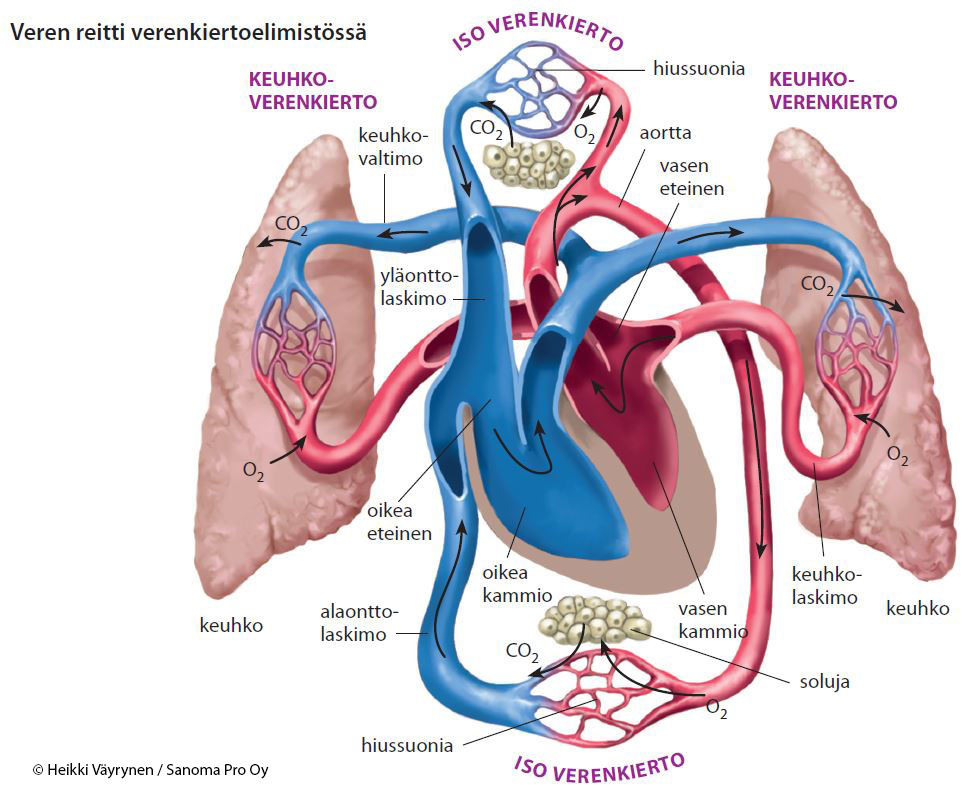 Veren reitti verenkiertoelimistössä
ISO VERENKIERTO
KEUHKO-
VERENKIERTO
KEUHKO-
VERENKIERTO
hiussuonia
CO2
O2
keuhko-
valtimo
aortta
vasen
eteinen
CO2
yläontto-
laskimo
CO2
O2
O2
oikea
eteinen
oikea
kammio
vasen
kammio
keuhko-
laskimo
keuhko
keuhko
alaontto-
laskimo
CO2
soluja
O2
hiussuonia
ISO VERENKIERTO
© Heikki Väyrynen / Sanoma Pro Oy